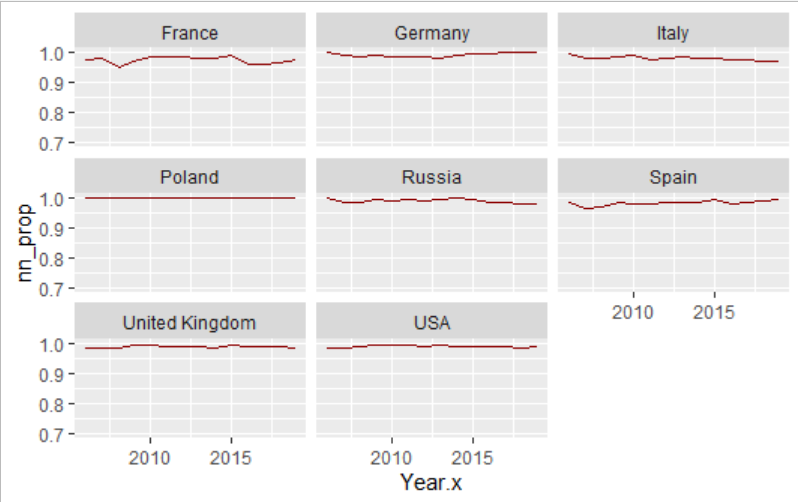 France Germany Italy
1.0
0.9
0.8
0.7
Poland Russia Spain
1.0
0.9
0.8
0.7
nn_prop
2010 2015
United Kingdom USA
1.0
0.9
0.8
0.7
2010 2015 2010 2015
Year.x